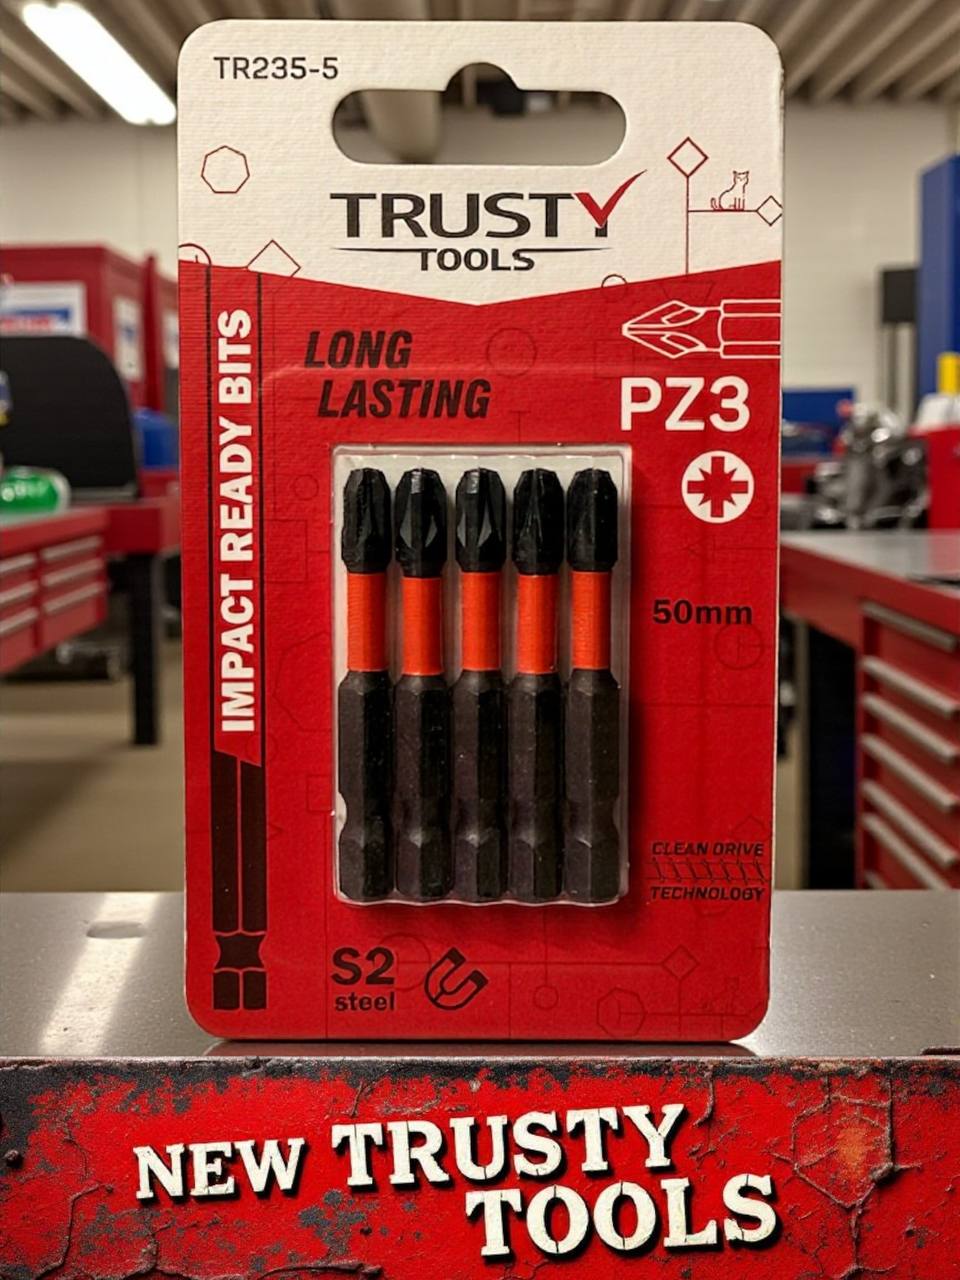 TR235-5
TRUSTY
TOOLS
IMPACT READY BITS
LONG
LASTING
PZ3
50mm
CLEAN DRIVE
TECHNOLOGY
S2
steel
NEW TRUSTY
TOOLS